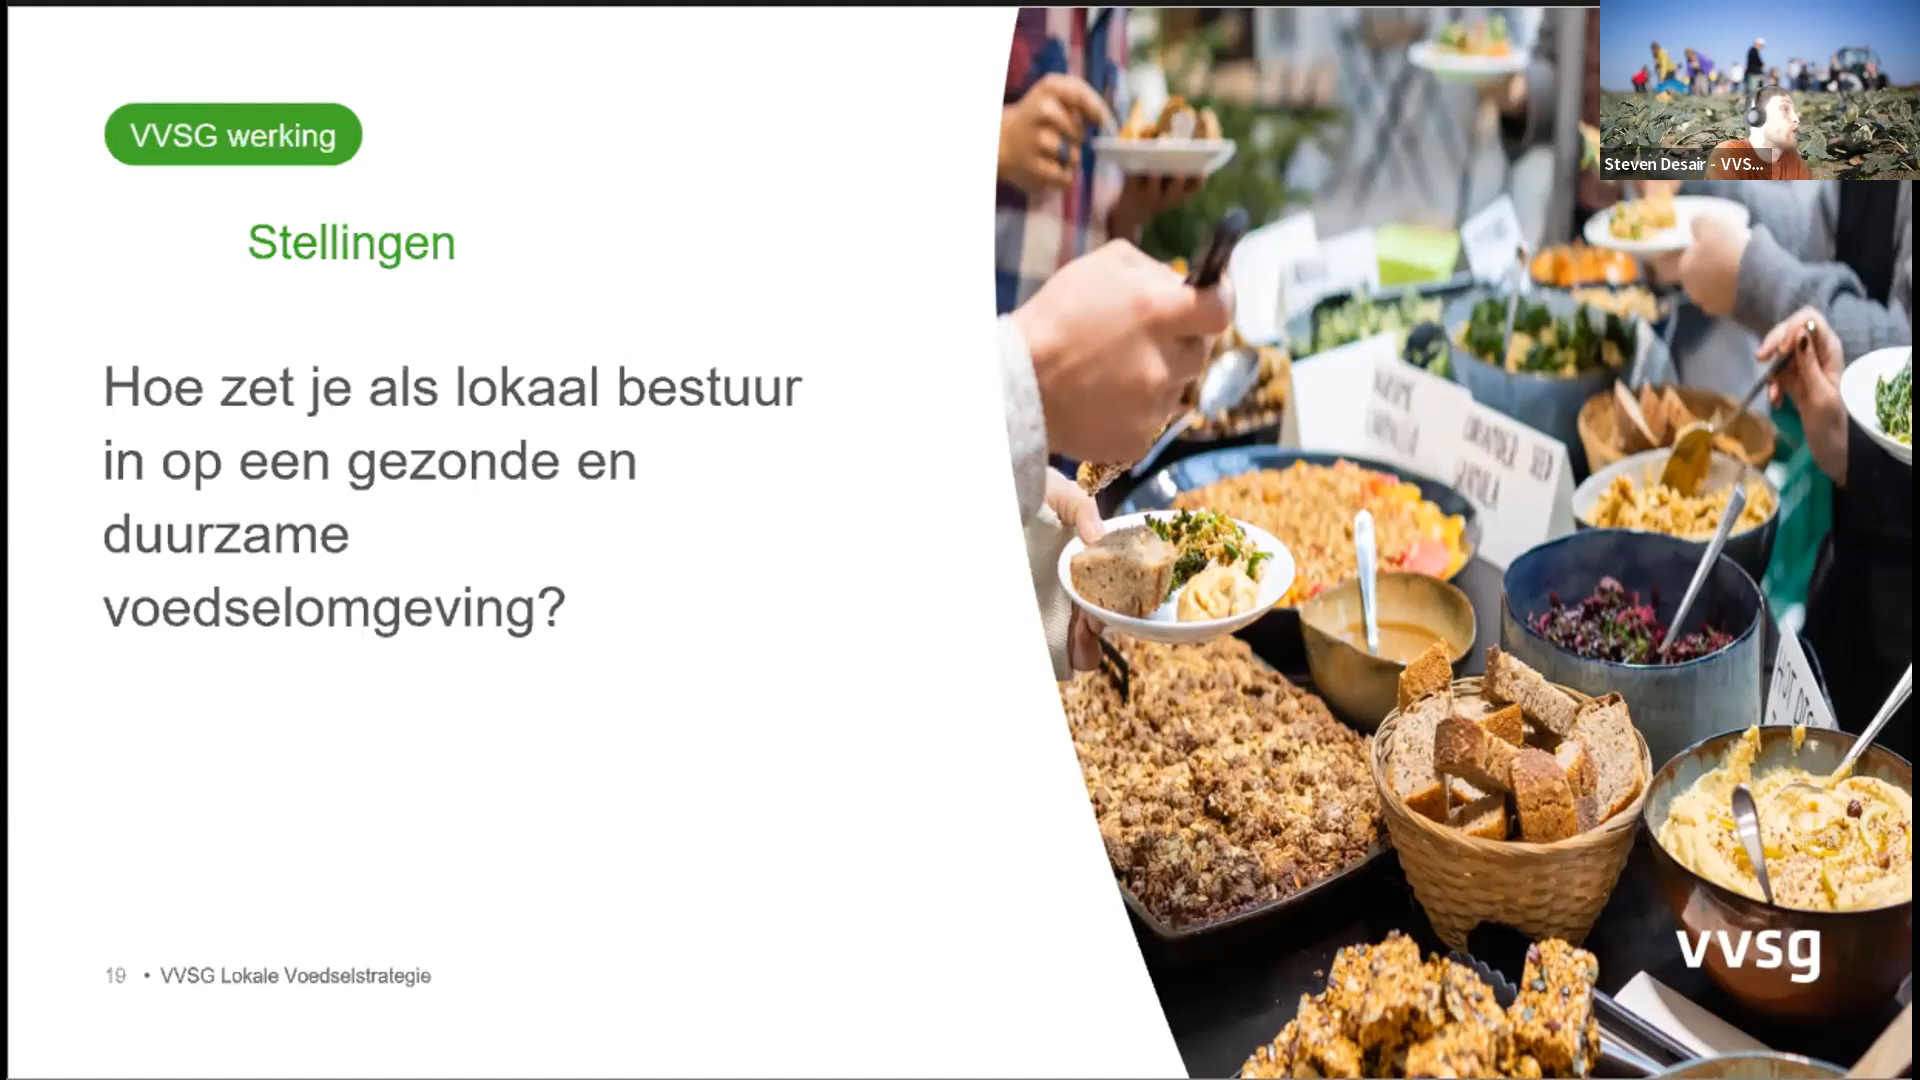 VVSG werking
Stellingen
Hoe zet je als lokaal bestuur
in op een gezonde en
duurzame
voedselomgeving?
19 • VVSG Lokale Voedselstrategie
Steven Desair - VVS...
vvsg